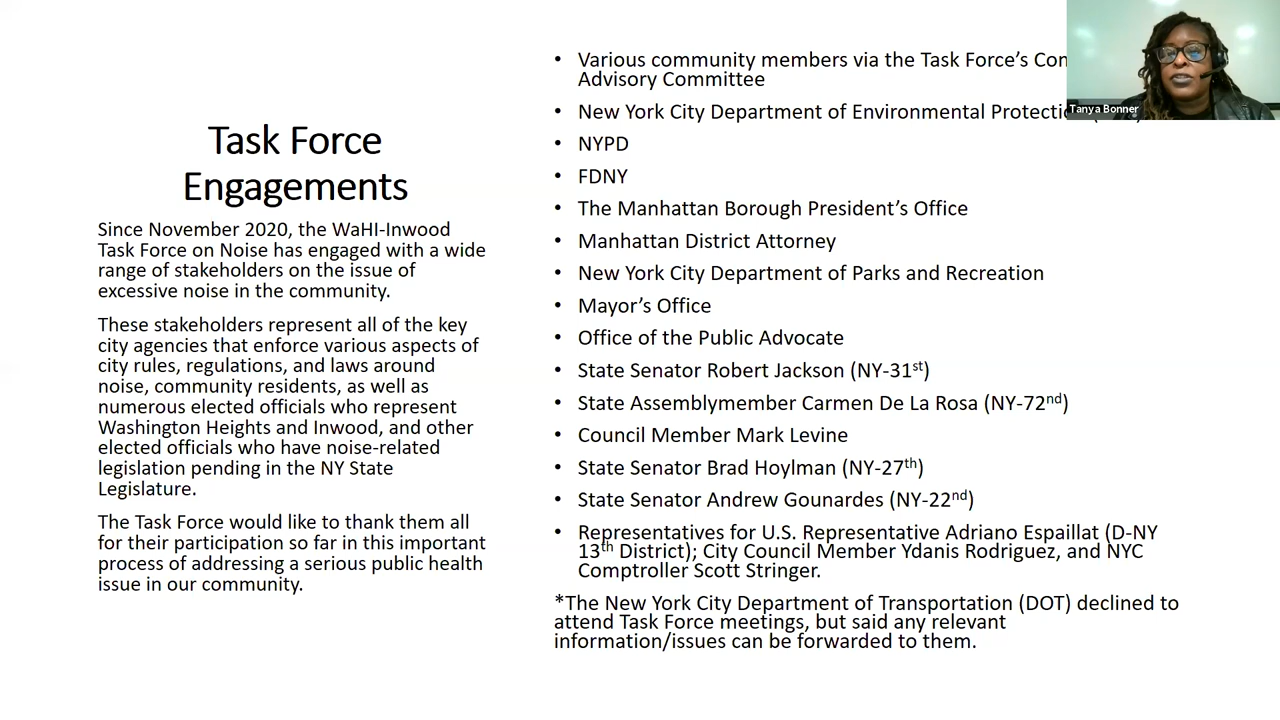 Task Force
Engagements
Since November 2020, the WaHI-Inwood
Task Force on Noise has engaged with a wide
range of stakeholders on the issue of
excessive noise in the community.
These stakeholders represent all of the key
city agencies that enforce various aspects of
city rules, regulations, and laws around
noise, community residents, as well as
numerous elected officials who represent
Washington Heights and Inwood, and other
elected officials who have noise-related
legislation pending in the NY State
Legislature.
The Task Force would like to thank them all
for their participation so far in this important
process of addressing a serious public health
issue in our community.
• Various community members via the Task Force’s
Advisory Committee
• New York City Department of Environmental
• NYPD
• FDNY
• The Manhattan Borough President’s Office
• Manhattan District Attorney
• New York City Department of Parks and Recreation
• Mayor’s Office
• Office of the Public Advocate
• State Senator Robert Jackson (NY-31st)
• State Assemblymember Carmen De La Rosa (NY-72nd)
• Council Member Mark Levine
• State Senator Brad Hoylman (NY-27th)
• State Senator Andrew Gounardes (NY-22nd)
• Representatives for U.S. Representative Adriano Espaillat (D-NY
13th District); City Council Member Ydanis Rodriguez, and NYC
Comptroller Scott Stringer.
*The New York City Department of Transportation (DOT) declined to
attend Task Force meetings, but said any relevant
information/issues can be forwarded to them.
Tanya Bonner